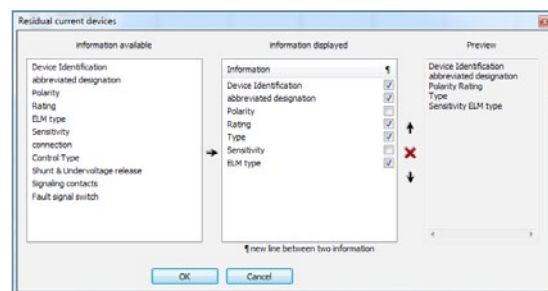 Residual current devices
Information available
Device Identification
abbreviated designation
Polarity
Rating
ELM type
Sensitivity
connection
Control Type
Shunt & Undervoltage release
Signaling contacts
Fault signal switch
Information displayed
Information ¶
Device Identification
abbreviated designation
Polarity
Rating
Type
Sensitivity
ELM type
¶ new line between two information
Preview
Device Identification
abbreviated designation
Polarity Rating
Type
Sensitivity ELM type
OK
Cancel